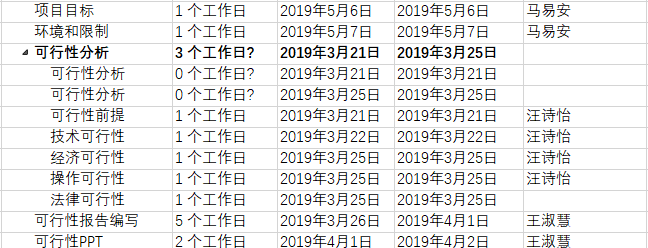 项目目标 1 个工作日 2019年5月6日 2019年5月6日 马易安
环境和限制 1 个工作日 2019年5月7日 2019年5月7日 马易安
可行性分析 3 个工作日? 2019年3月21日 2019年3月25日
可行性分析 0 个工作日? 2019年3月21日 2019年3月21日
可行性分析 0 个工作日? 2019年3月25日 2019年3月25日
可行性前提 1 个工作日 2019年3月21日 2019年3月21日 汪诗怡
技术可行性 1 个工作日 2019年3月22日 2019年3月22日 汪诗怡
经济可行性 1 个工作日 2019年3月25日 2019年3月25日 汪诗怡
操作可行性 1 个工作日 2019年3月25日 2019年3月25日 汪诗怡
法律可行性 1 个工作日 2019年3月25日 2019年3月25日
可行性报告编写 5 个工作日 2019年3月26日 2019年4月1日 王淑慧
可行性PPT 2 个工作日 2019年4月1日 2019年4月2日 王淑慧